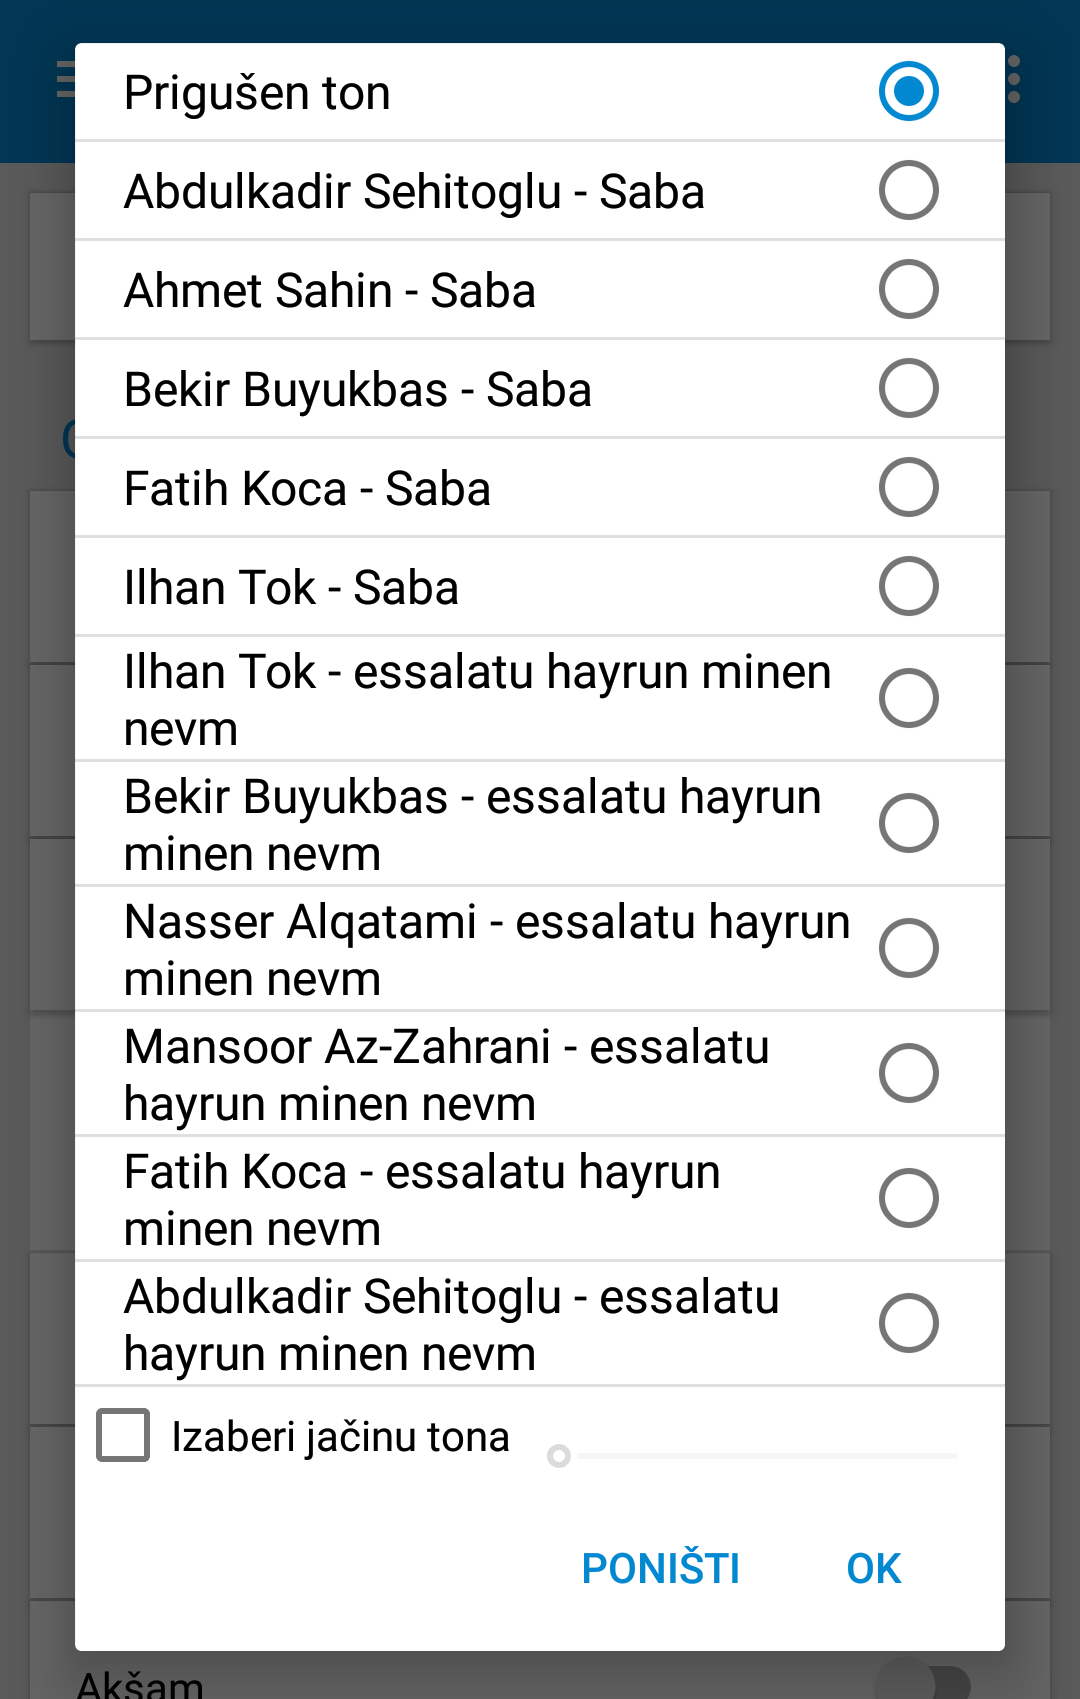 Prigušen ton
Abdulkadir Sehitoglu - Saba
Ahmet Sahin - Saba
Bekir Buyukbas - Saba
Fatih Koca - Saba
Ilhan Tok - Saba
Ilhan Tok - essalatu hayrun minen
nevm
Bekir Buyukbas - essalatu hayrun
minen nevm
Nasser Alqatami - essalatu hayrun
minen nevm
Mansoor Az-Zahrani - essalatu
hayrun minen nevm
Fatih Koca - essalatu hayrun
minen nevm
Abdulkadir Sehitoglu - essalatu
hayrun minen nevm
Izaberi jačinu tona
PONIŠTI OK
Akšam